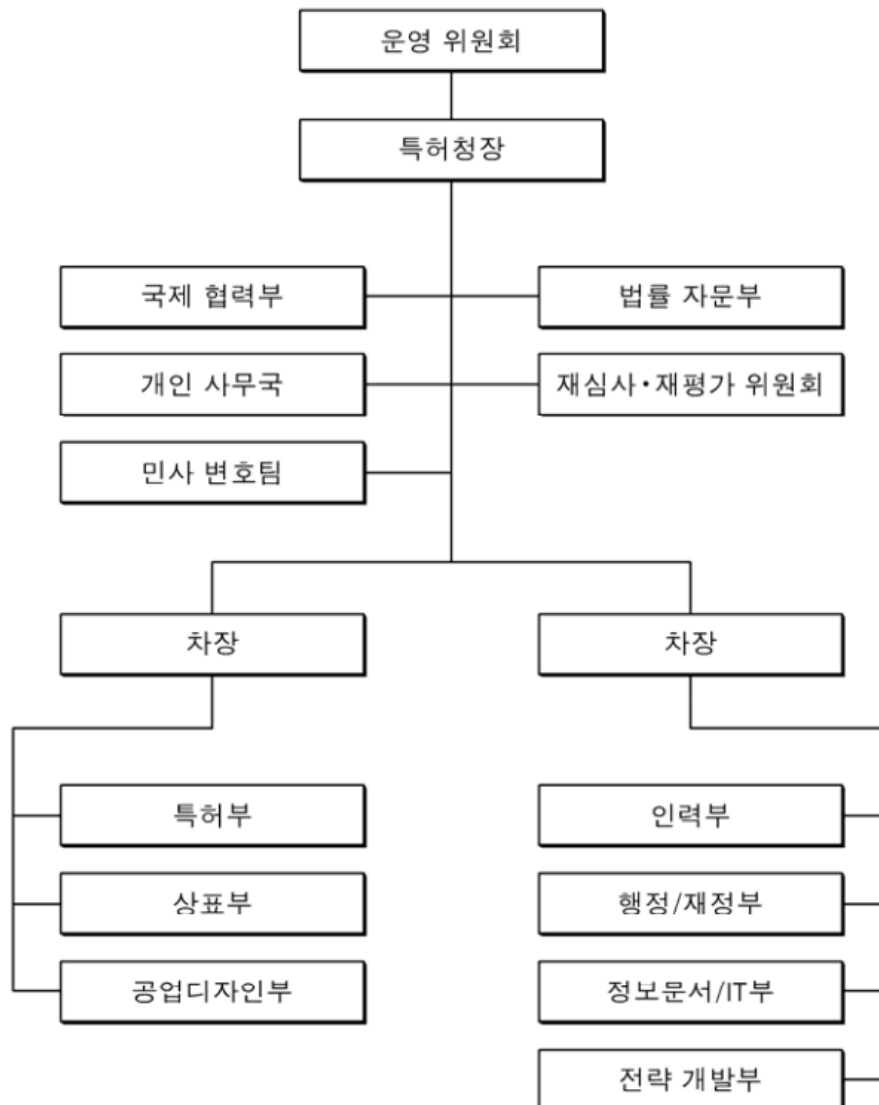 운영 위원회
특허청장
국제 협력부
법률 자문부
개인 사무국
재심사·재평가 위원회
민사 변호팀
차장
차장
특허부
인력부
상표부
행정/재정부
공업디자인부
정보문서/IT부
전략 개발부